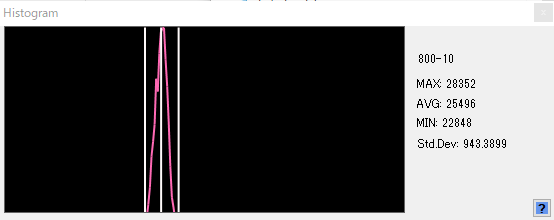 Histogram
800-10
MAX: 28352
AVG: 25496
MIN: 22848
Std.Dev: 943.3899
?